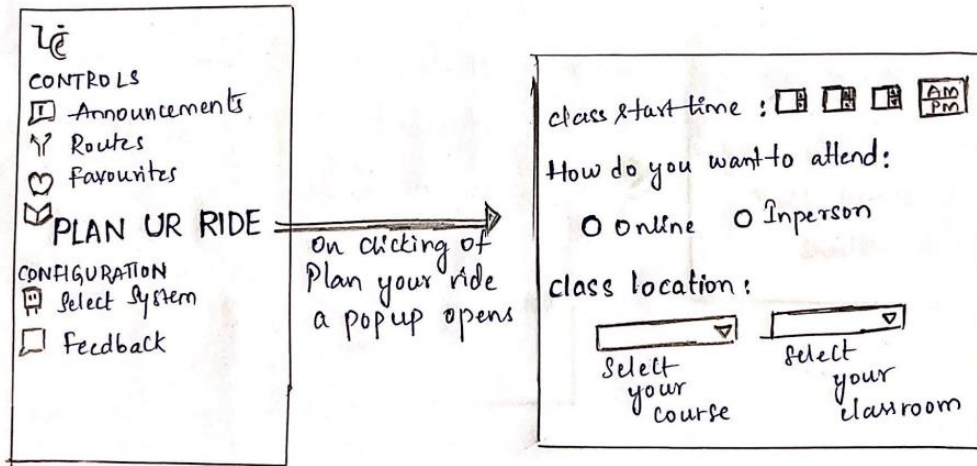 CONTROLS
Announcements
Routes
Favourites
PLAN UR RIDE
CONFIGURATION
Select System
Feedback
On clicking of
Plan your ride
a popup opens
class start time :
AM
PM
How do you want to attend:
Online Inperson
class location :
Select
your
course
Select
your
classroom